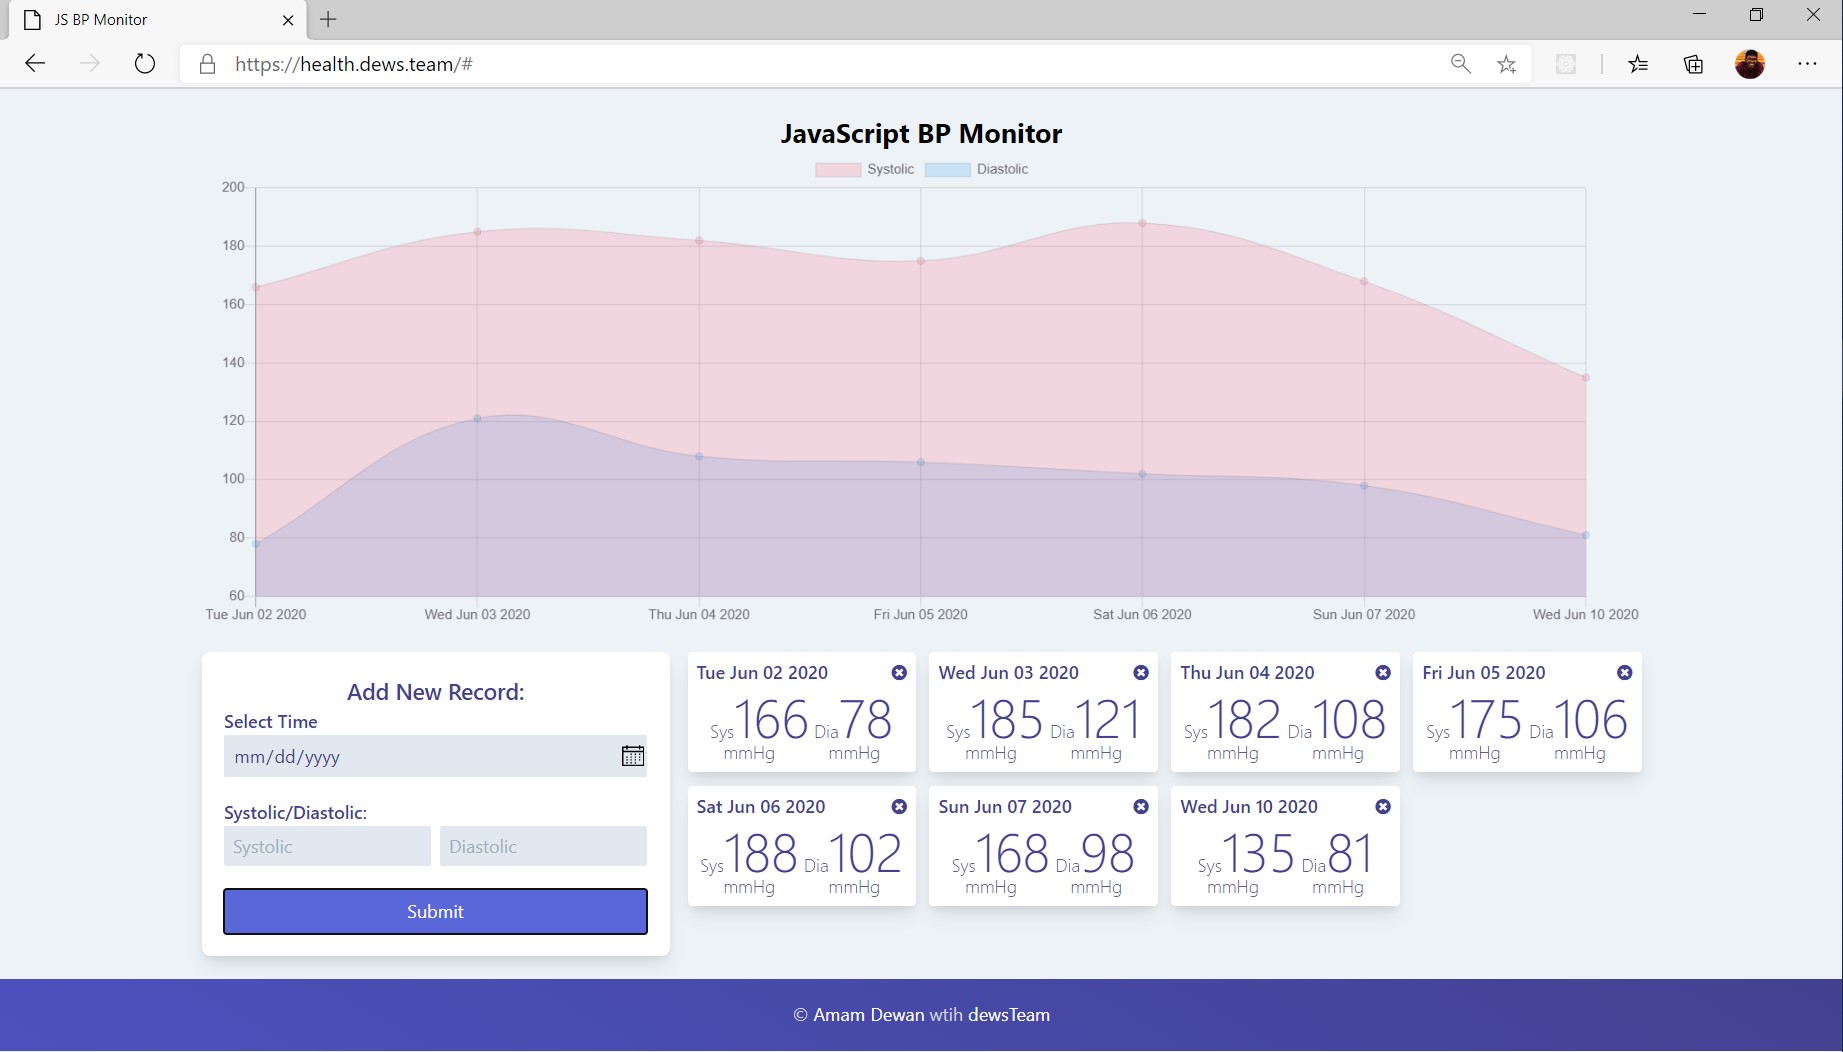 JS BP Monitor
https://health.dews.team/#
JavaScript BP Monitor
Systolic Diastolic
200
180
160
140
120
100
80
60
Tue Jun 02 2020 Wed Jun 03 2020 Thu Jun 04 2020 Fri Jun 05 2020 Sat Jun 06 2020 Sun Jun 07 2020 Wed Jun 10 2020
Add New Record:
Select Time
mm/dd/yyyy
Systolic/Diastolic:
Systolic Diastolic
Submit
Tue Jun 02 2020
Sys 166 Dia 78
mmHg mmHg
Wed Jun 03 2020
Sys 185 Dia 121
mmHg mmHg
Thu Jun 04 2020
Sys 182 Dia 108
mmHg mmHg
Fri Jun 05 2020
Sys 175 Dia 106
mmHg mmHg
Sat Jun 06 2020
Sys 188 Dia 102
mmHg mmHg
Sun Jun 07 2020
Sys 168 Dia 98
mmHg mmHg
Wed Jun 10 2020
Sys 135 Dia 81
mmHg mmHg
© Amam Dewan wtih dewsTeam